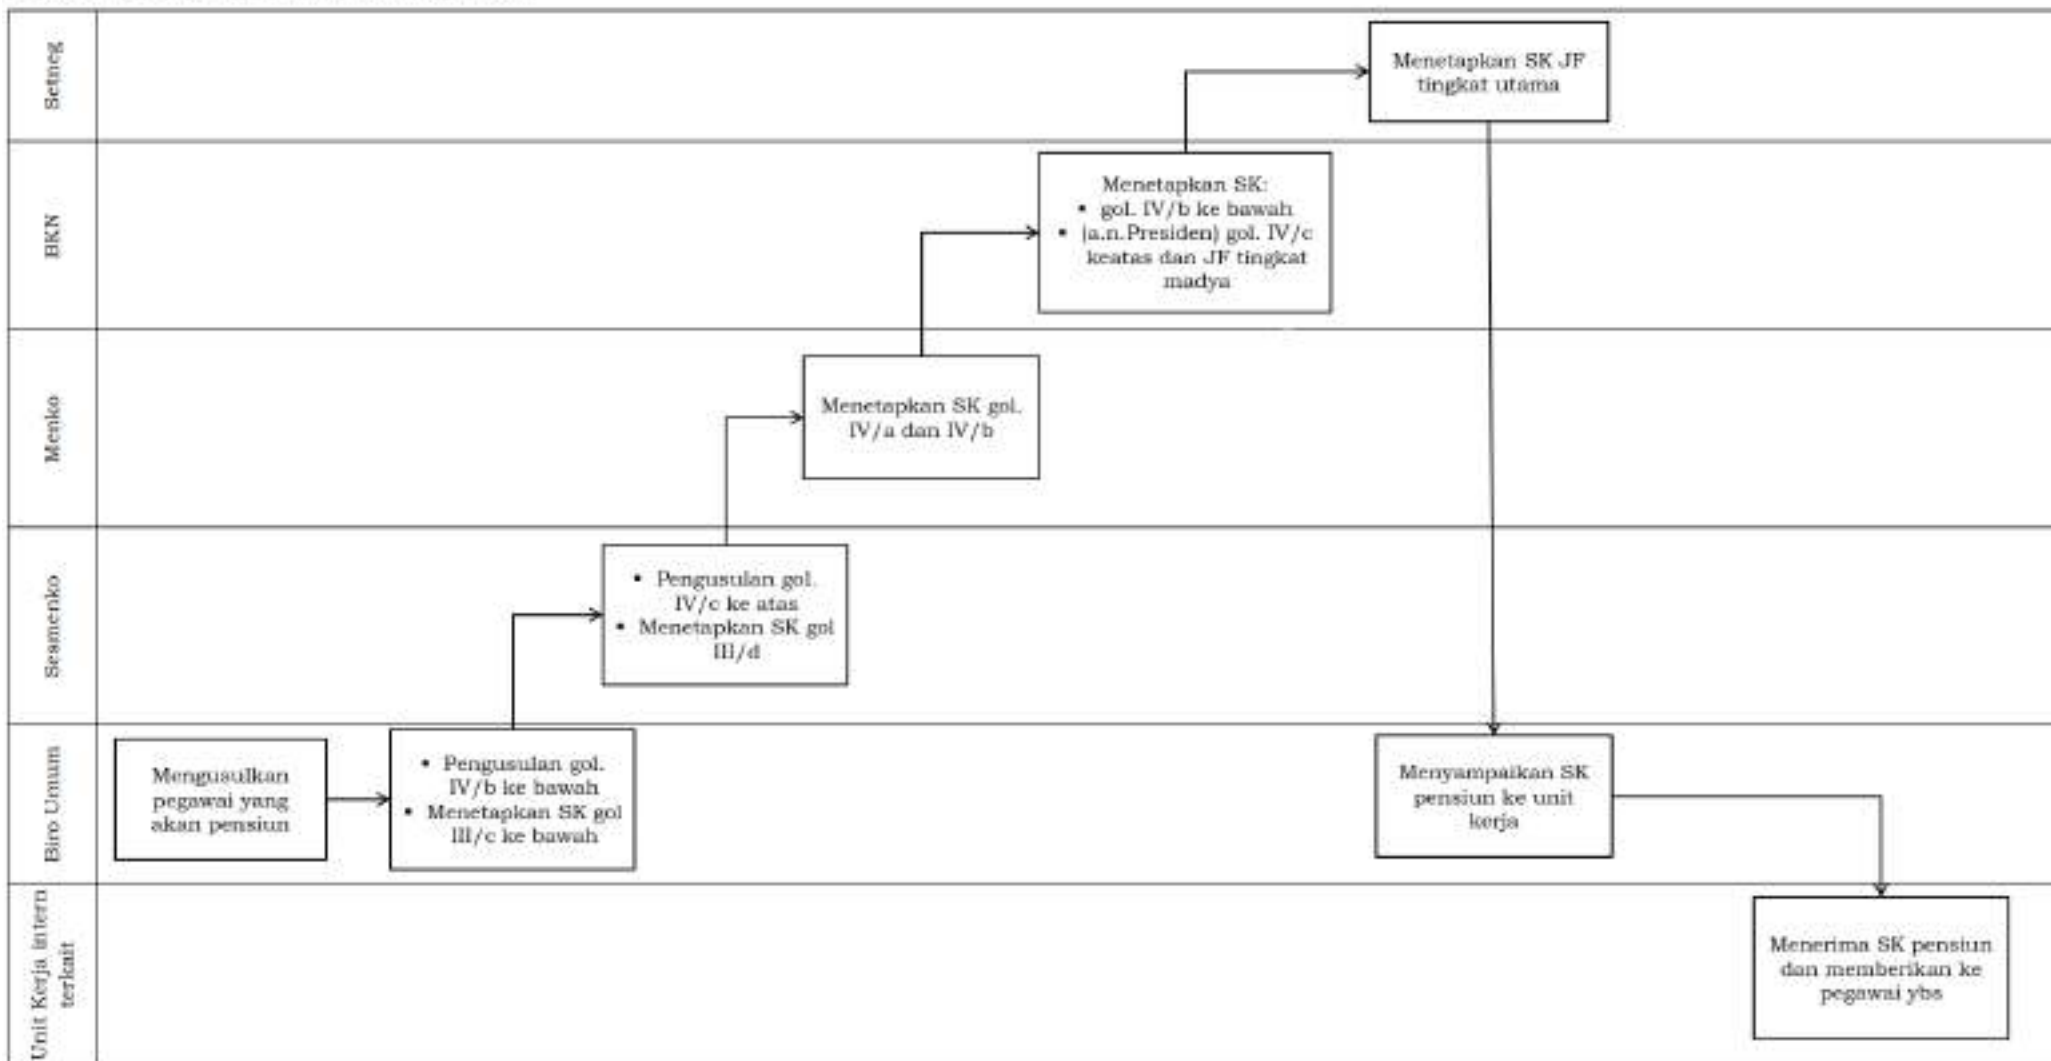 Setneg
Menetapkan SK JF
tingkat utama
BKN
Menetapkan SK:
• gol. IV/b ke bawah
• (a.n.Presiden) gol. IV/c
keatas dan JF tingkat
madya
Menko
Menetapkan SK gol.
IV/a dan IV/b
Sesmenko
• Pengusulan gol.
IV/c ke atas
• Menetapkan SK gol
III/d
Biro Umum
Mengusulkan
pegawai yang
akan pensiun
• Pengusulan gol.
IV/b ke bawah
• Menetapkan SK gol
III/c ke bawah
Menyampaikan SK
pensiun ke unit
kerja
Unit Kerja intern
terkait
Menerima SK pensiun
dan memberikan ke
pegawai ybs